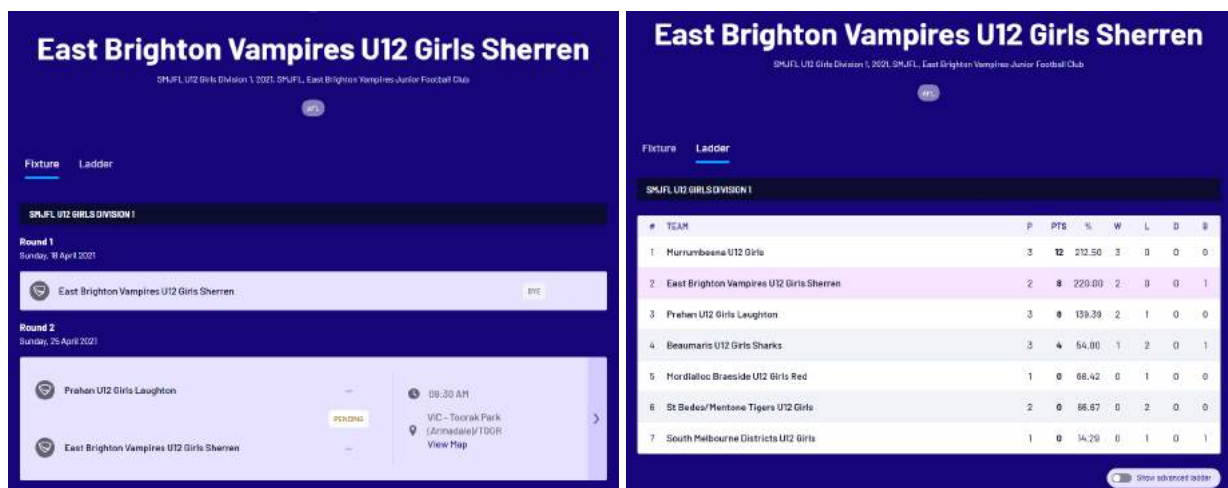 East Brighton Vampires U12 Girls Sherren
SMJFL U12 Girls Division 1, 2021, SMJFL, East Brighton Vampires Junior Football Club
AFL
Fixture Ladder
SMJFL U12 GIRLS DIVISION 1
Round 1
Sunday, 18 April 2021
East Brighton Vampires U12 Girls Sherren BYE
Round 2
Sunday, 25 April 2021
Prahan U12 Girls Laughton –
PENDING
East Brighton Vampires U12 Girls Sherren –
08:30 AM
VIC - Toorak Park
(Armadale)/TOOR
View Map
East Brighton Vampires U12 Girls Sherren
SMJFL U12 Girls Division 1, 2021, SMJFL, East Brighton Vampires Junior Football Club
AFL
Fixture Ladder
SMJFL U12 GIRLS DIVISION 1
# TEAM P PTS % W L D B
1 Murrumbeena U12 Girls 3 12 212.50 3 0 0 0
2 East Brighton Vampires U12 Girls Sherren 2 8 220.00 2 0 0 1
3 Prahan U12 Girls Laughton 3 8 139.39 2 1 0 0
4 Beaumaris U12 Girls Sharks 3 4 54.00 1 2 0 1
5 Mordialloc Braeside U12 Girls Red 1 0 68.42 0 1 0 0
6 St Bedes/Mentone Tigers U12 Girls 2 0 66.67 0 2 0 0
7 South Melbourne Districts U12 Girls 1 0 14.29 0 1 0 1
Show advanced ladder